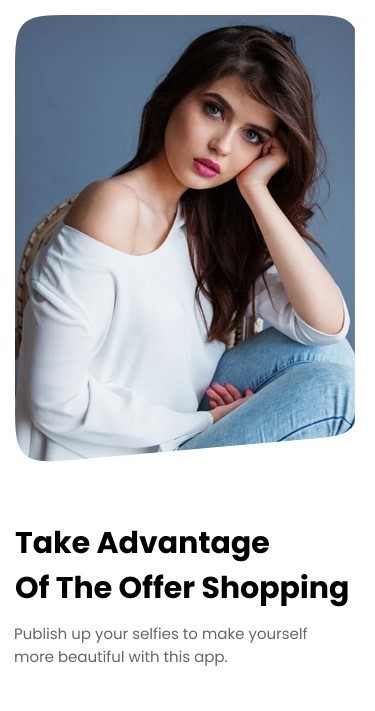 Take Advantage
Of The Offer Shopping
Publish up your selfies to make yourself
more beautiful with this app.